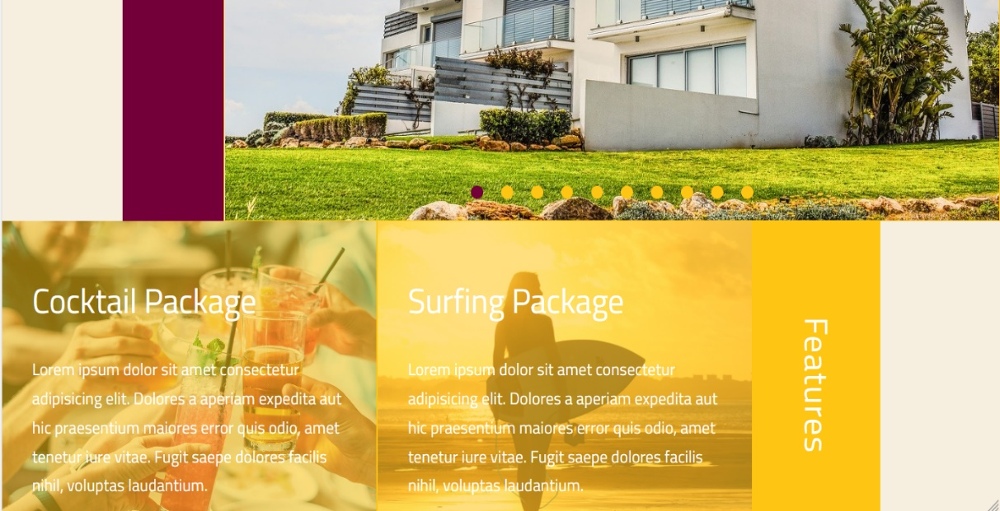 Cocktail Package
Lorem ipsum dolor sit amet consectetur
adipisicing elit. Dolores a aperiam expedita aut
hic praesentium maiores error quis odio, amet
tenetur iure vitae. Fugit saepe dolores facilis
nihil, voluptas laudantium.
Surfing Package
Lorem ipsum dolor sit amet consectetur
adipisicing elit. Dolores a aperiam expedita aut
hic praesentium maiores error quis odio, amet
tenetur iure vitae. Fugit saepe dolores facilis
nihil, voluptas laudantium.
Features